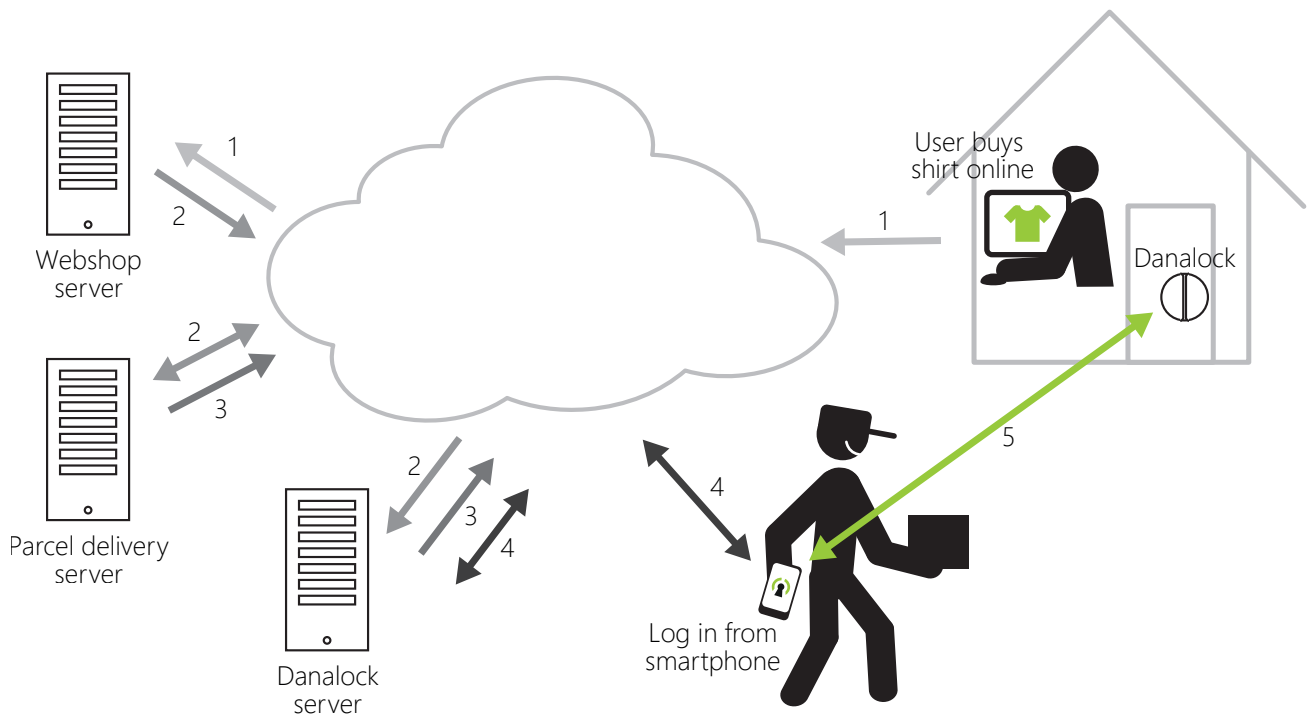 User buys
shirt online
1
2
1
Webshop
server
Danalock
2
3
Parcel delivery
server
2
3
4
4
5
Danalock
server
Log in from
smartphone